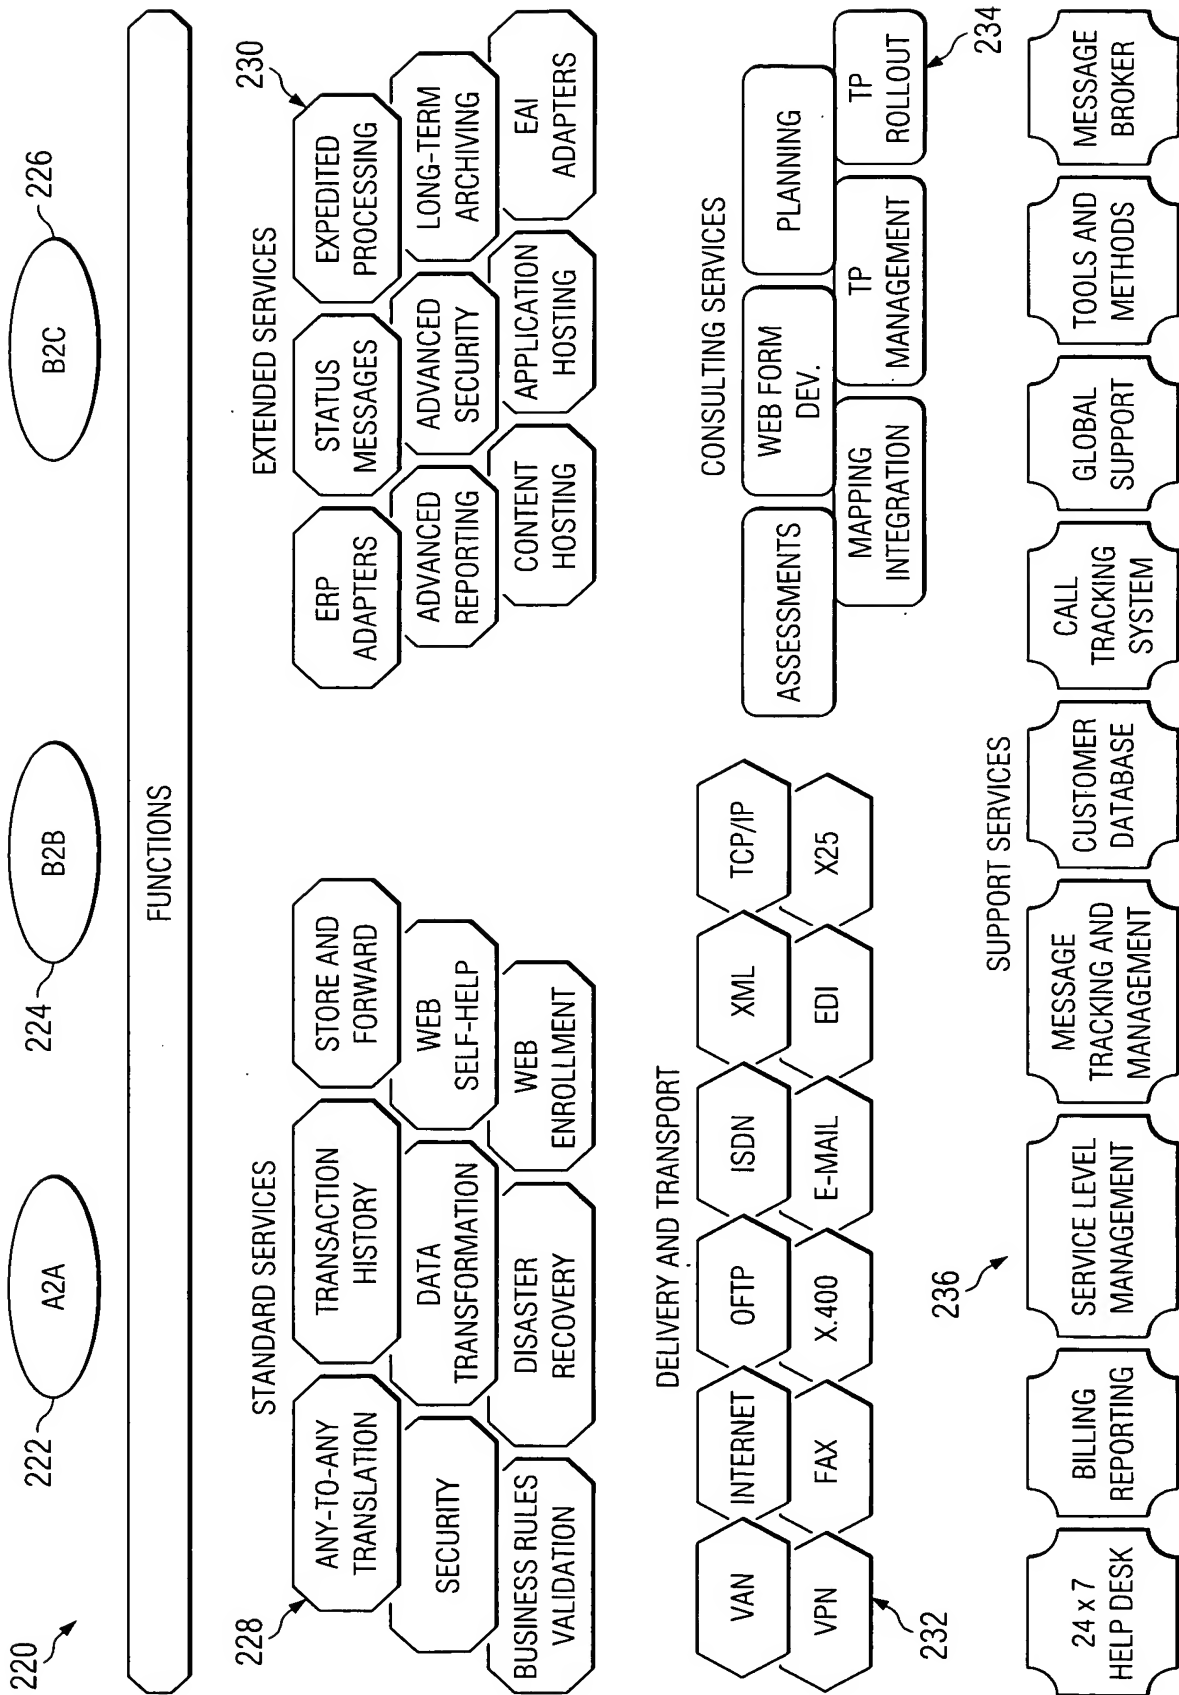 220
222
A2A
224
B2B
226
B2C
FUNCTIONS
STANDARD SERVICES
228
ANY-TO-ANY
TRANSLATION
TRANSACTION
HISTORY
STORE AND
FORWARD
SECURITY
DATA
TRANSFORMATION
WEB
SELF-HELP
BUSINESS RULES
VALIDATION
DISASTER
RECOVERY
WEB
ENROLLMENT
EXTENDED SERVICES
230
ERP
ADAPTERS
STATUS
MESSAGES
EXPEDITED
PROCESSING
ADVANCED
REPORTING
ADVANCED
SECURITY
LONG-TERM
ARCHIVING
CONTENT
HOSTING
APPLICATION
HOSTING
EAI
ADAPTERS
DELIVERY AND TRANSPORT
VAN
INTERNET
OFTP
ISDN
XML
TCP/IP
VPN
FAX
X.400
E-MAIL
EDI
X25
232
CONSULTING SERVICES
ASSESSMENTS
WEB FORM
DEV.
PLANNING
MAPPING
INTEGRATION
TP
MANAGEMENT
TP
ROLLOUT
234
236
SUPPORT SERVICES
24 x 7
HELP DESK
BILLING
REPORTING
SERVICE LEVEL
MANAGEMENT
MESSAGE
TRACKING AND
MANAGEMENT
CUSTOMER
DATABASE
CALL
TRACKING
SYSTEM
GLOBAL
SUPPORT
TOOLS AND
METHODS
MESSAGE
BROKER